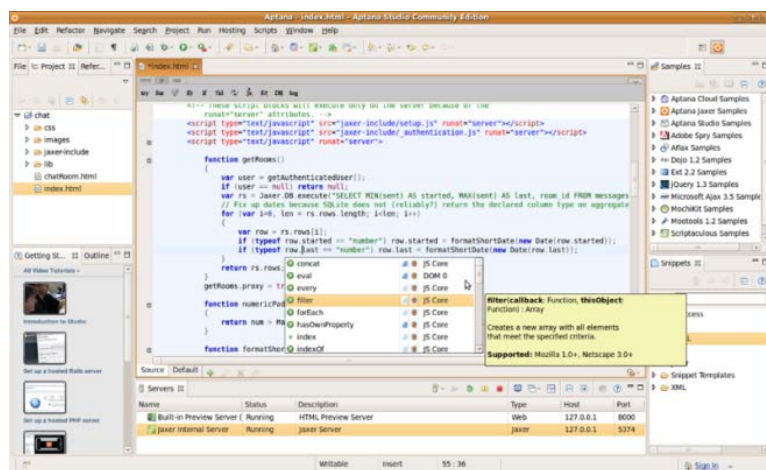 Aptana - index.html - Aptana Studio Community Edition
File Edit Refactor Navigate Search Project Run Hosting Scripts Window Help
File Project Refer...
chat
css
images
jaxer-include
lib
chatRoom.html
index.html
Getting St... Outline
All Video Tutorials
Introduction to Studio
Set up a hosted Rails server
Set up a hosted PHP server
*index.html
<!-- These script blocks will execute only on the server because of the
runat="server" attributes. -->
<script type="text/javascript" src="jaxer-include/setup.js" runat="server"></script>
<script type="text/javascript" src="jaxer-include/_authentication.js" runat="server"></script>
<script type="text/javascript" runat="server">
function getRooms()
{
var user = getAuthenticatedUser();
if (user == null) return null;
var rs = Jaxer.DB.execute("SELECT MIN(sent) AS started, MAX(sent) AS last, room_id FROM messages
// Fix up dates because SQLite does not (reliably?) return the declared column type on aggregate
for (var i=0, len = rs.rows.length; i<len; i++)
{
var row = rs.rows[i];
if (typeof row.started == "number") row.started = formatShortDate(new Date(row.started));
if (typeof row.last == "number") row.last = formatShortDate(new Date(row.last));
}
return rs.rows
}
getRooms.proxy = tr
function numericPad
{
return num > Ma
}
function formatShor
concat JS Core
eval DOM 0
every JS Core
filter JS Core
forEach JS Core
hasOwnProperty JS Core
index JS Core
indexOf JS Core
filter(callback: Function, thisObject:
Function) : Array
Creates a new array with all elements
that meet the specified criteria.
Supported: Mozilla 1.0+, Netscape 3.0+
Source Default
Samples
Aptana Cloud Samples
Aptana Jaxer Samples
Aptana Studio Samples
Adobe Spry Samples
Aflax Samples
Dojo 1.2 Samples
Ext 2.2 Samples
jQuery 1.3 Samples
Microsoft Ajax 3.5 Sample
MochiKit Samples
Mootools 1.2 Samples
Scriptaculous Samples
Snippets
Snippet Templates
XML
Servers
Name Status Description Type Host Port
Built-in Preview Server ( Running HTML Preview Server Web 127.0.0.1 8000
Jaxer Internal Server Running Jaxer Server Jaxer 127.0.0.1 5374
Writable Insert 55 : 36 Sign In